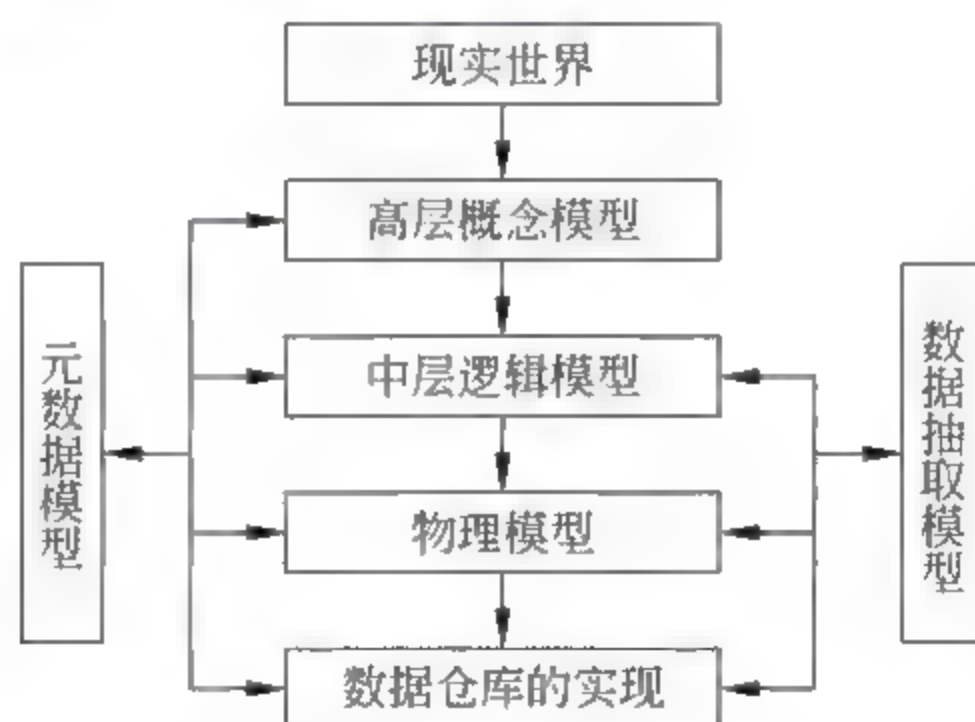 现实世界
高层概念模型
元数据模型
中层逻辑模型
数据抽取模型
物理模型
数据仓库的实现